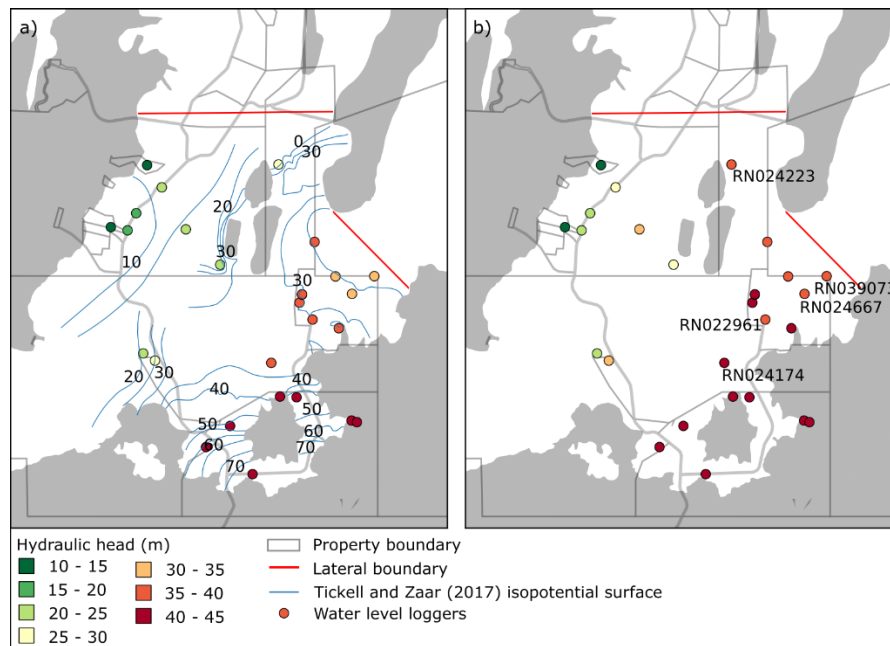 a)
0
30
20
30
10
30
20
30
40
40
50
50
60
60
70
70
b)
RN024223
RN039073
RN024667
RN022961
RN024174
Hydraulic head (m)
10 - 15
15 - 20
20 - 25
25 - 30
30 - 35
35 - 40
40 - 45
Property boundary
Lateral boundary
Tickell and Zaar (2017) isopotential surface
Water level loggers